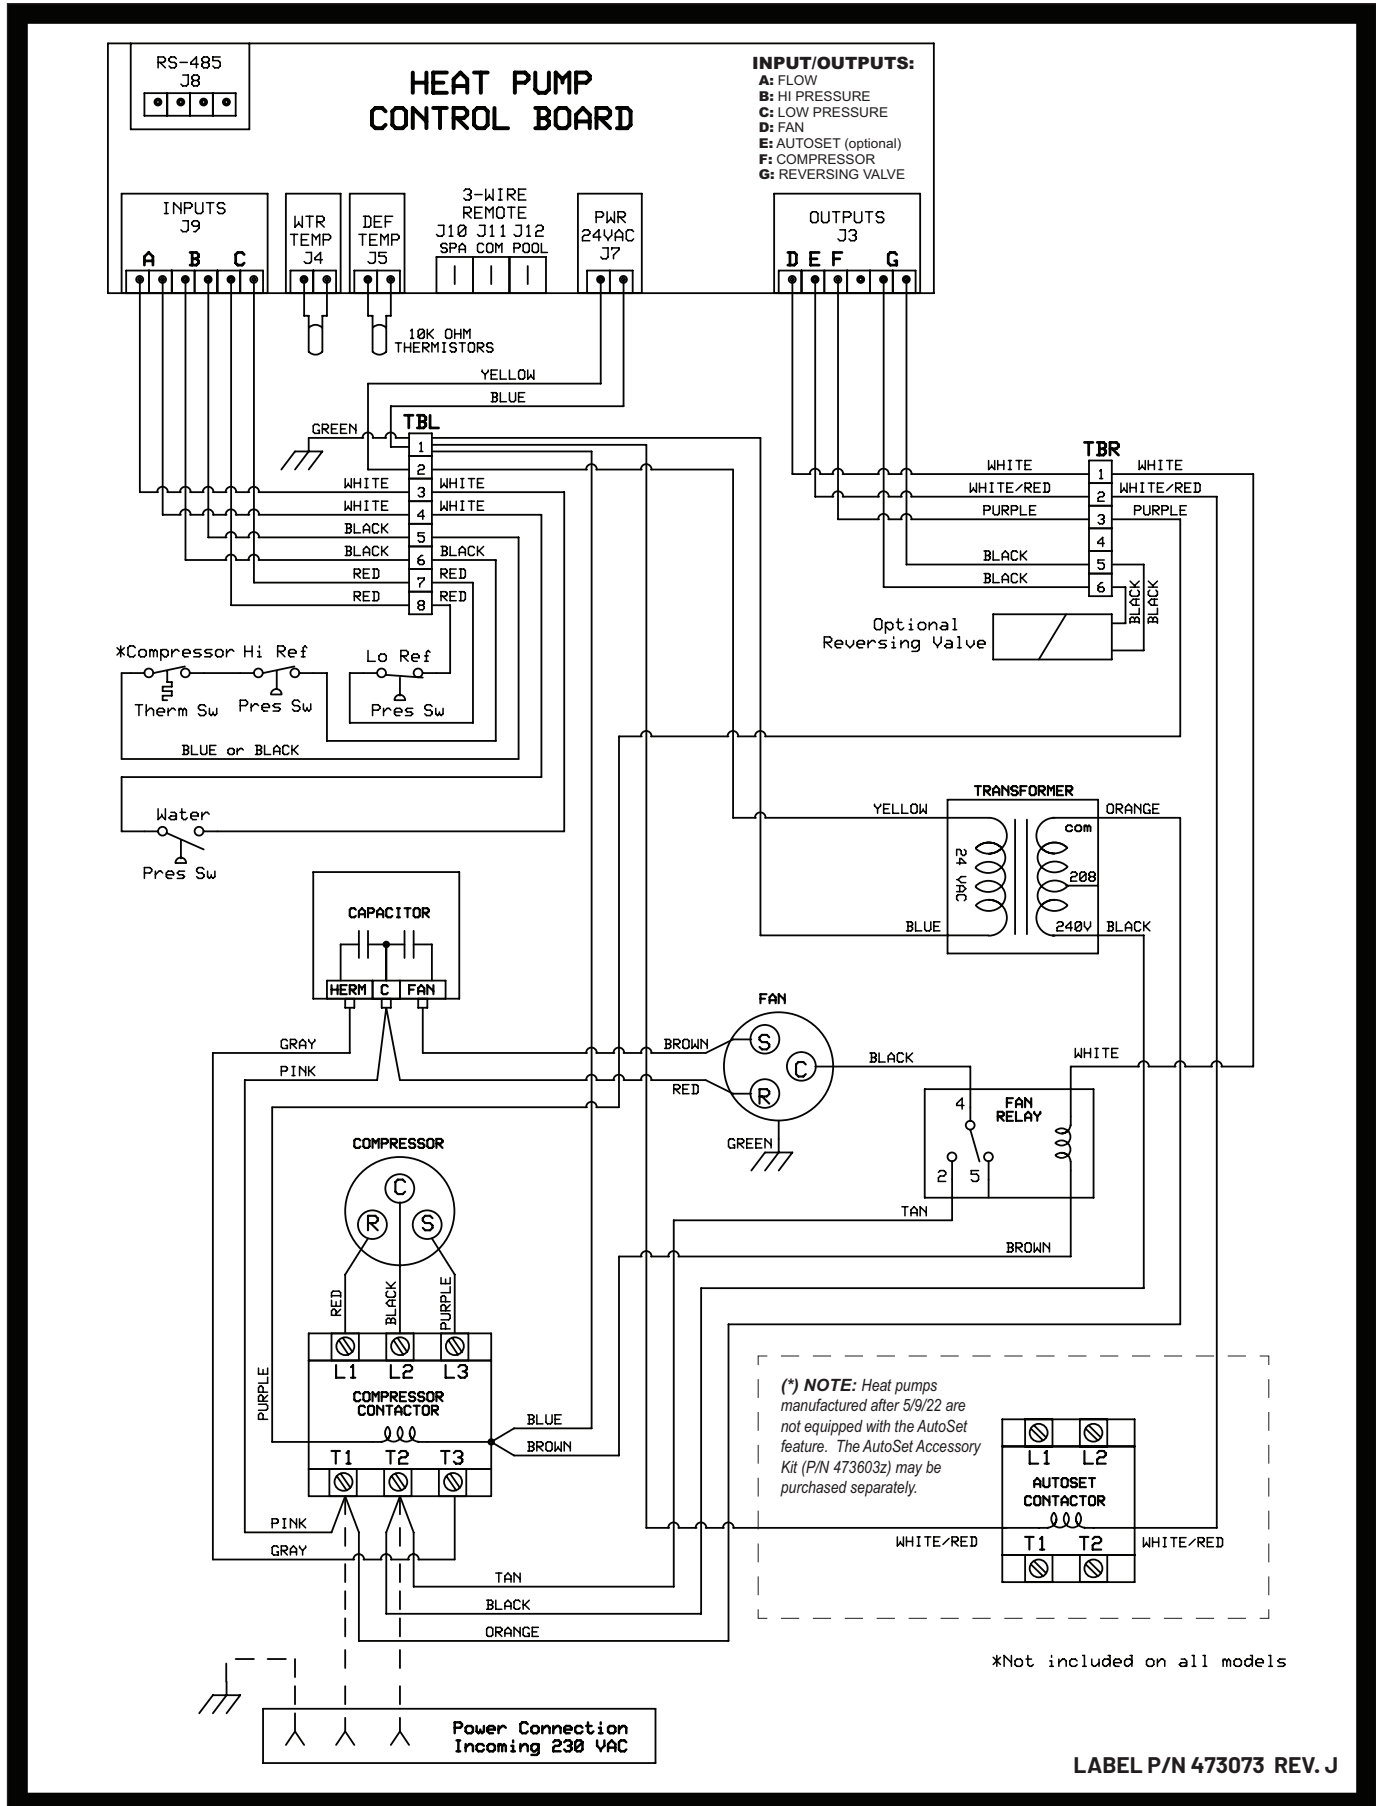 RS-485
J8
HEAT PUMP
CONTROL BOARD
INPUT/OUTPUTS:
A: FLOW
B: HI PRESSURE
C: LOW PRESSURE
D: FAN
E: AUTOSET (optional)
F: COMPRESSOR
G: REVERSING VALVE
INPUTS
J9
A B C
WTR
TEMP
J4
DEF
TEMP
J5
3-WIRE
REMOTE
J10 J11 J12
SPA COM POOL
PWR
24VAC
J7
OUTPUTS
J3
D E F G
10K OHM
THERMISTORS
YELLOW
BLUE
GREEN
TBL
1
2
WHITE 3 WHITE
WHITE 4 WHITE
BLACK 5
BLACK 6 BLACK
RED 7 RED
RED 8 RED
TBR
WHITE 1 WHITE
WHITE/RED 2 WHITE/RED
PURPLE 3 PURPLE
4
BLACK 5
BLACK 6
BLACK
BLACK
Optional
Reversing Valve
*Compressor Hi Ref
Therm Sw Pres Sw
Lo Ref
Pres Sw
BLUE or BLACK
Water
Pres Sw
TRANSFORMER
YELLOW
ORANGE
com
24 VAC
208
BLUE
240V
BLACK
CAPACITOR
HERM C FAN
GRAY
PINK
FAN
BROWN
RED
S
C
R
GREEN
BLACK
WHITE
4
FAN
RELAY
2 5
TAN
BROWN
COMPRESSOR
C
R S
RED
BLACK
PURPLE
L1 L2 L3
COMPRESSOR
CONTACTOR
PURPLE
T1 T2 T3
BLUE
BROWN
PINK
GRAY
TAN
BLACK
ORANGE
(*) NOTE: Heat pumps
manufactured after 5/9/22 are
not equipped with the AutoSet
feature. The AutoSet Accessory
Kit (P/N 473603z) may be
purchased separately.
L1 L2
AUTOSET
CONTACTOR
T1 T2
WHITE/RED
WHITE/RED
*Not included on all models
Power Connection
Incoming 230 VAC
LABEL P/N 473073 REV. J